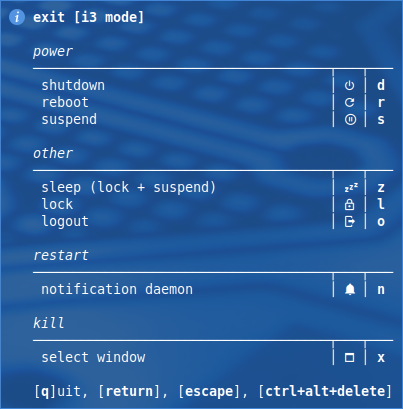 exit [i3 mode]
power
shutdown | | d
reboot | | r
suspend | | s
other
sleep (lock + suspend) | zzz | z
lock | | l
logout | | o
restart
notification daemon | | n
kill
select window | | x
[q]uit, [return], [escape], [ctrl+alt+delete]